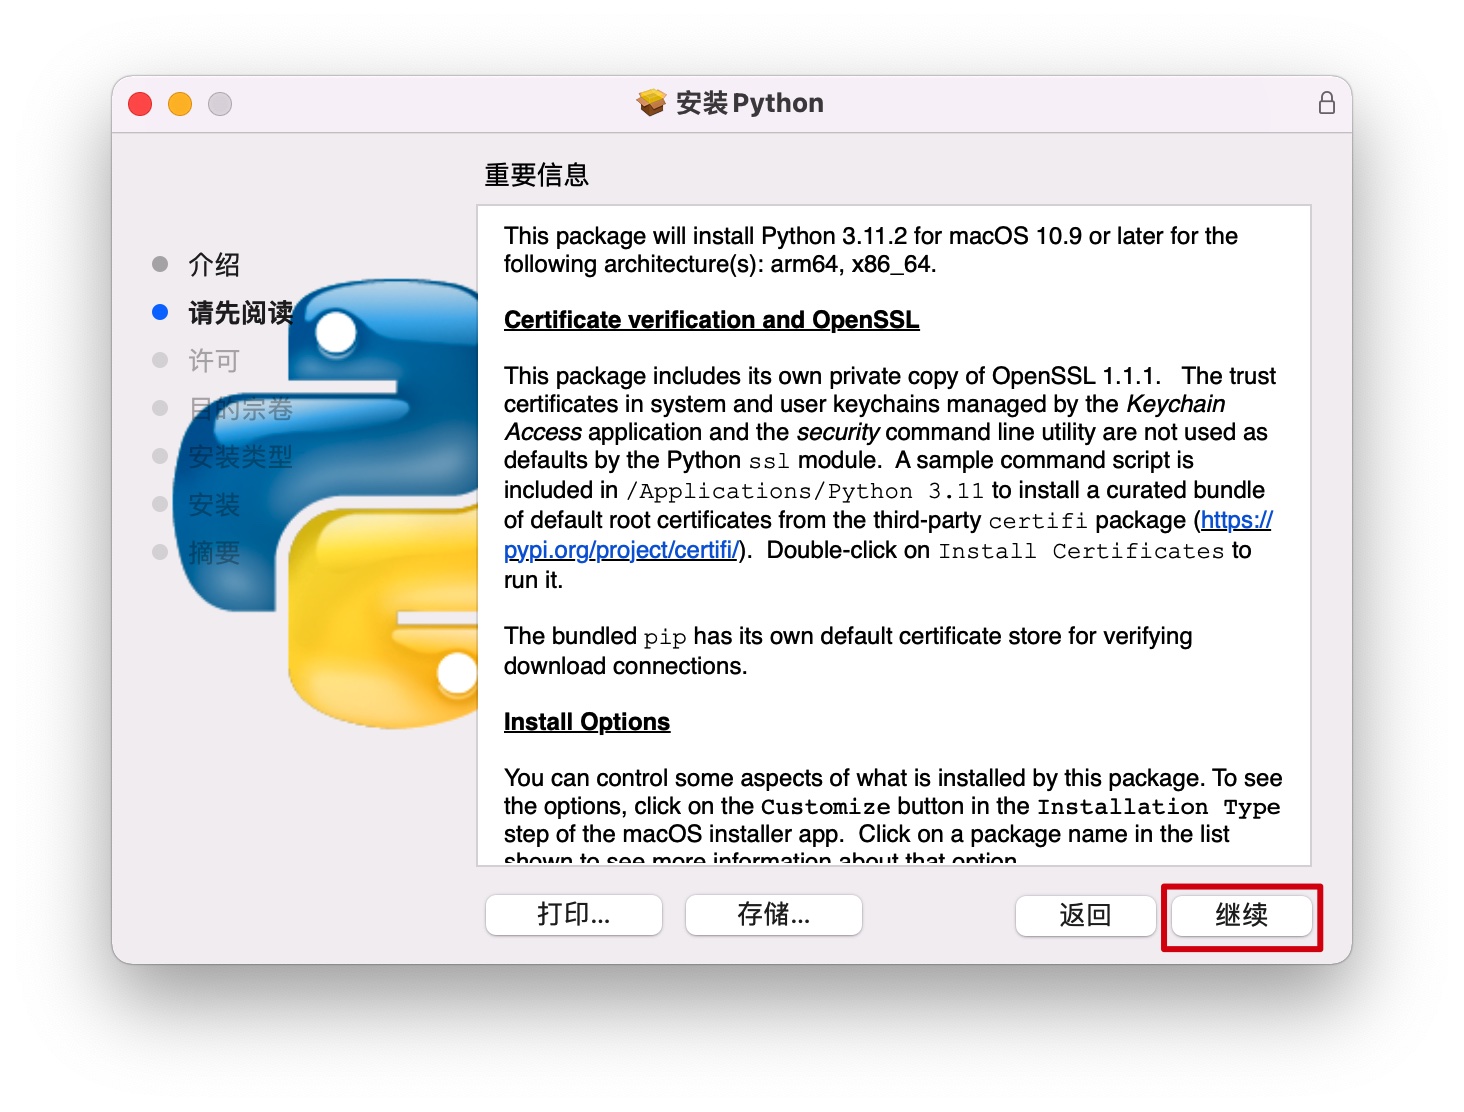 安装Python
重要信息
介绍
请先阅读
许可
目的宗卷
安装类型
安装
摘要
This package will install Python 3.11.2 for macOS 10.9 or later for the
following architecture(s): arm64, x86_64.
Certificate verification and OpenSSL
This package includes its own private copy of OpenSSL 1.1.1.   The trust
certificates in system and user keychains managed by the Keychain
Access application and the security command line utility are not used as
defaults by the Python ssl module.  A sample command script is
included in /Applications/Python 3.11 to install a curated bundle
of default root certificates from the third-party certifi package (https://
pypi.org/project/certifi/).  Double-click on Install Certificates to
run it.
The bundled pip has its own default certificate store for verifying
download connections.
Install Options
You can control some aspects of what is installed by this package. To see
the options, click on the Customize button in the Installation Type
step of the macOS installer app.  Click on a package name in the list
shown to see more information about that option
打印...
存储...
返回
继续